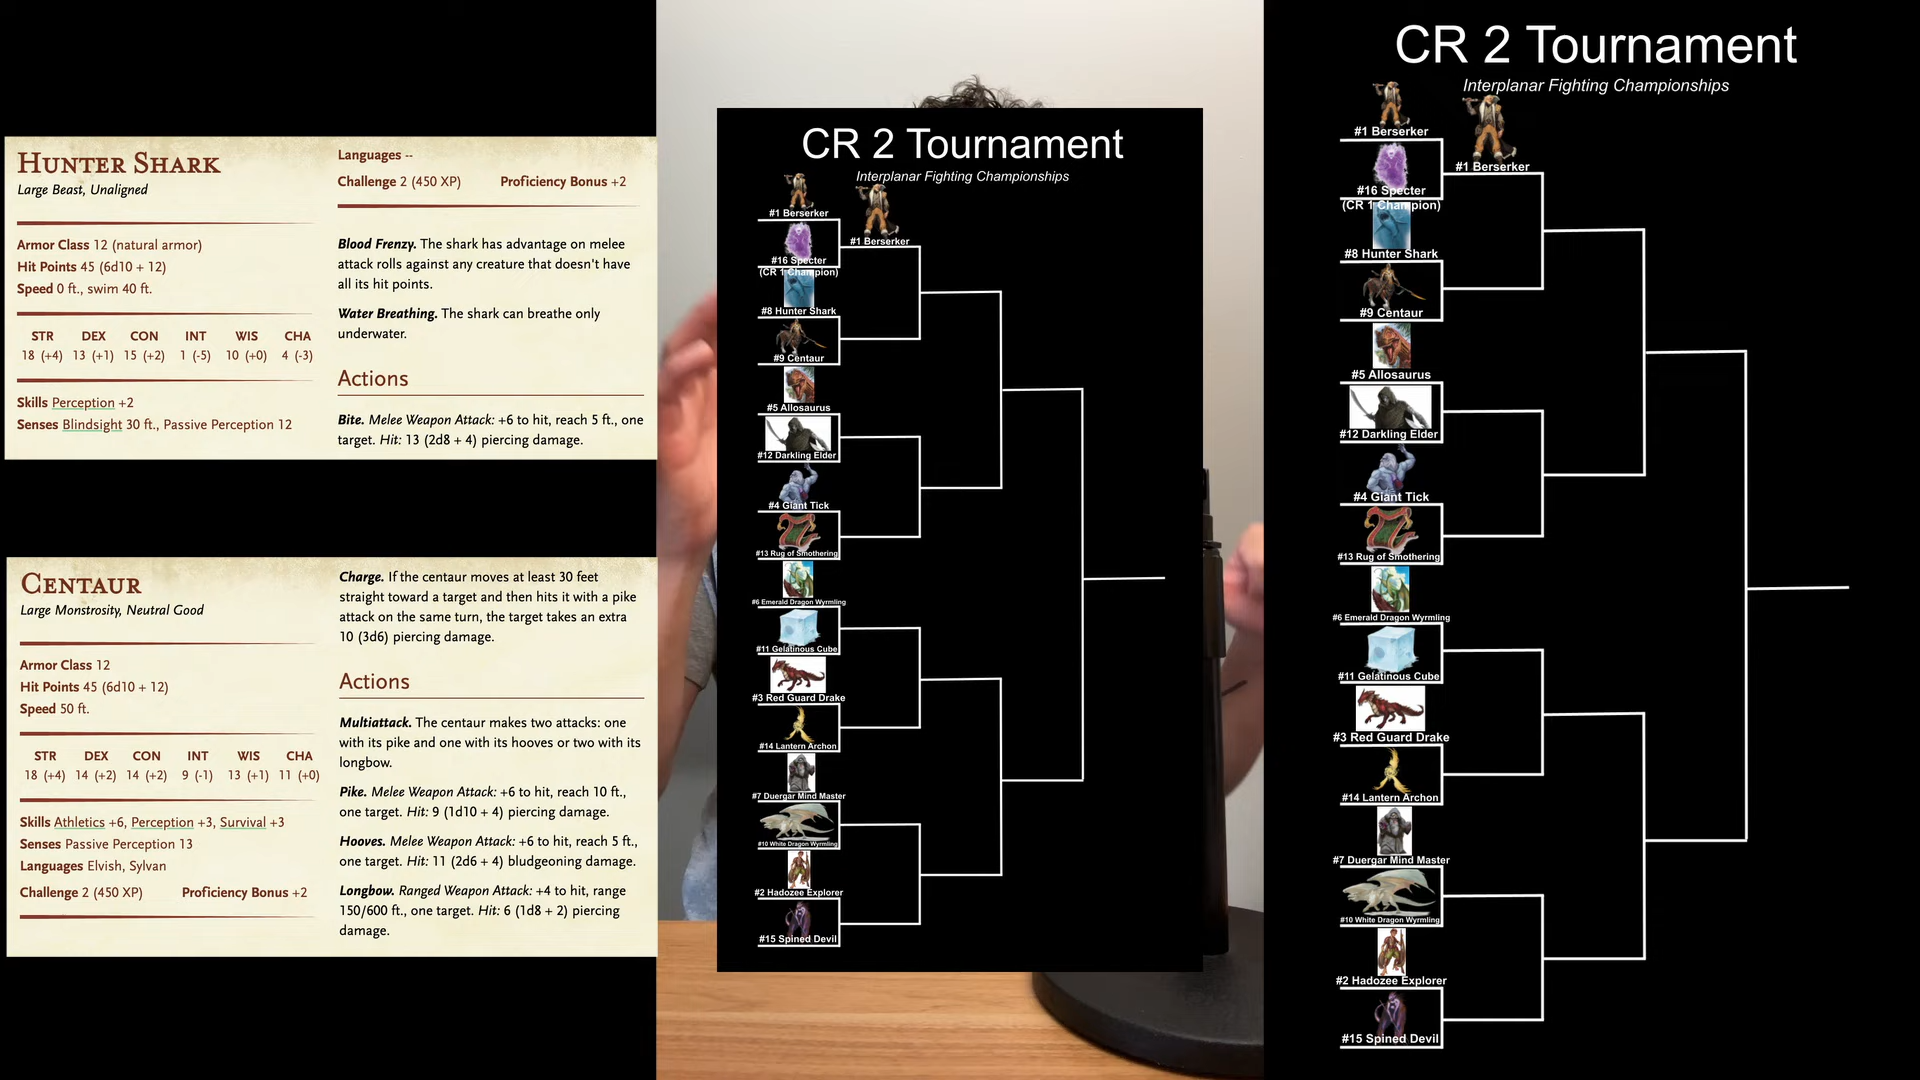 HUNTER SHARK
Large Beast, Unaligned
Armor Class 12 (natural armor)
Hit Points 45 (6d10 + 12)
Speed 0 ft., swim 40 ft.
STR DEX CON INT WIS CHA
18 (+4) 13 (+1) 15 (+2) 1 (-5) 10 (+0) 4 (-3)
Skills Perception +2
Senses Blindsight 30 ft., Passive Perception 12
Languages --
Challenge 2 (450 XP) Proficiency Bonus +2
Blood Frenzy. The shark has advantage on melee
attack rolls against any creature that doesn't have
all its hit points.
Water Breathing. The shark can breathe only
underwater.
Actions
Bite. Melee Weapon Attack: +6 to hit, reach 5 ft., one
target. Hit: 13 (2d8 + 4) piercing damage.
CENTAUR
Large Monstrosity, Neutral Good
Armor Class 12
Hit Points 45 (6d10 + 12)
Speed 50 ft.
STR DEX CON INT WIS CHA
18 (+4) 14 (+2) 14 (+2) 9 (-1) 13 (+1) 11 (+0)
Skills Athletics +6, Perception +3, Survival +3
Senses Passive Perception 13
Languages Elvish, Sylvan
Challenge 2 (450 XP) Proficiency Bonus +2
Charge. If the centaur moves at least 30 feet
straight toward a target and then hits it with a pike
attack on the same turn, the target takes an extra
10 (3d6) piercing damage.
Actions
Multiattack. The centaur makes two attacks: one
with its pike and one with its hooves or two with its
longbow.
Pike. Melee Weapon Attack: +6 to hit, reach 10 ft.,
one target. Hit: 9 (1d10 + 4) piercing damage.
Hooves. Melee Weapon Attack: +6 to hit, reach 5 ft.,
one target. Hit: 11 (2d6 + 4) bludgeoning damage.
Longbow. Ranged Weapon Attack: +4 to hit, range
150/600 ft., one target. Hit: 6 (1d8 + 2) piercing
damage.
CR 2 Tournament
Interplanar Fighting Championships
#1 Berserker
#1 Berserker
#16 Specter
(CR 1 Champion)
#8 Hunter Shark
#9 Centaur
#5 Allosaurus
#12 Darkling Elder
#4 Giant Tick
#13 Rug of Smothering
#6 Emerald Dragon Wyrmling
#11 Gelatinous Cube
#3 Red Guard Drake
#14 Lantern Archon
#7 Duergar Mind Master
#10 White Dragon Wyrmling
#2 Hadozee Explorer
#15 Spined Devil
CR 2 Tournament
Interplanar Fighting Championships
#1 Berserker
#1 Berserker
#16 Specter
(CR 1 Champion)
#8 Hunter Shark
#9 Centaur
#5 Allosaurus
#12 Darkling Elder
#4 Giant Tick
#13 Rug of Smothering
#6 Emerald Dragon Wyrmling
#11 Gelatinous Cube
#3 Red Guard Drake
#14 Lantern Archon
#7 Duergar Mind Master
#10 White Dragon Wyrmling
#2 Hadozee Explorer
#15 Spined Devil